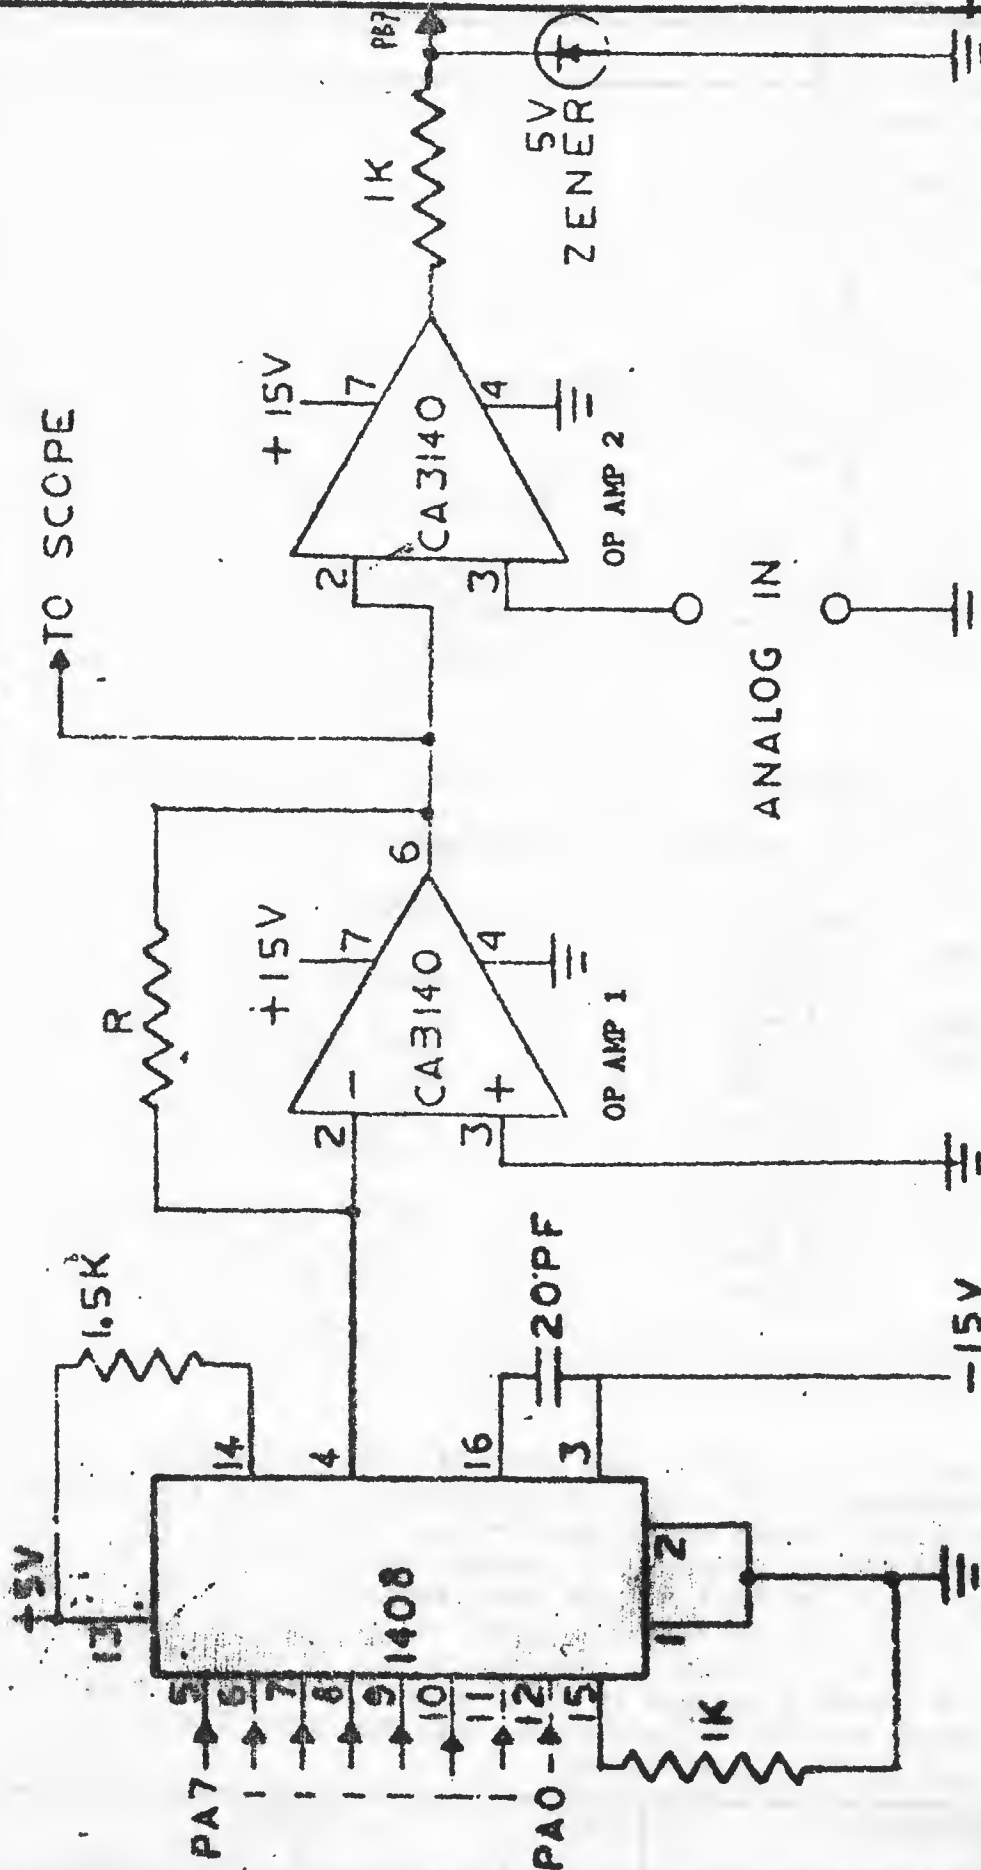 PA7
PA0
5
6
7
8
9
10
11
12
15
1K
1408
+5V
13
1.5K
14
4
16
3
1
2
20PF
-15V
R
2
3
-
+
CA3140
+15V
7
4
6
OP AMP 1
TO SCOPE
2
3
CA3140
+15V
7
4
OP AMP 2
ANALOG IN
1K
PB7
5V
ZENER